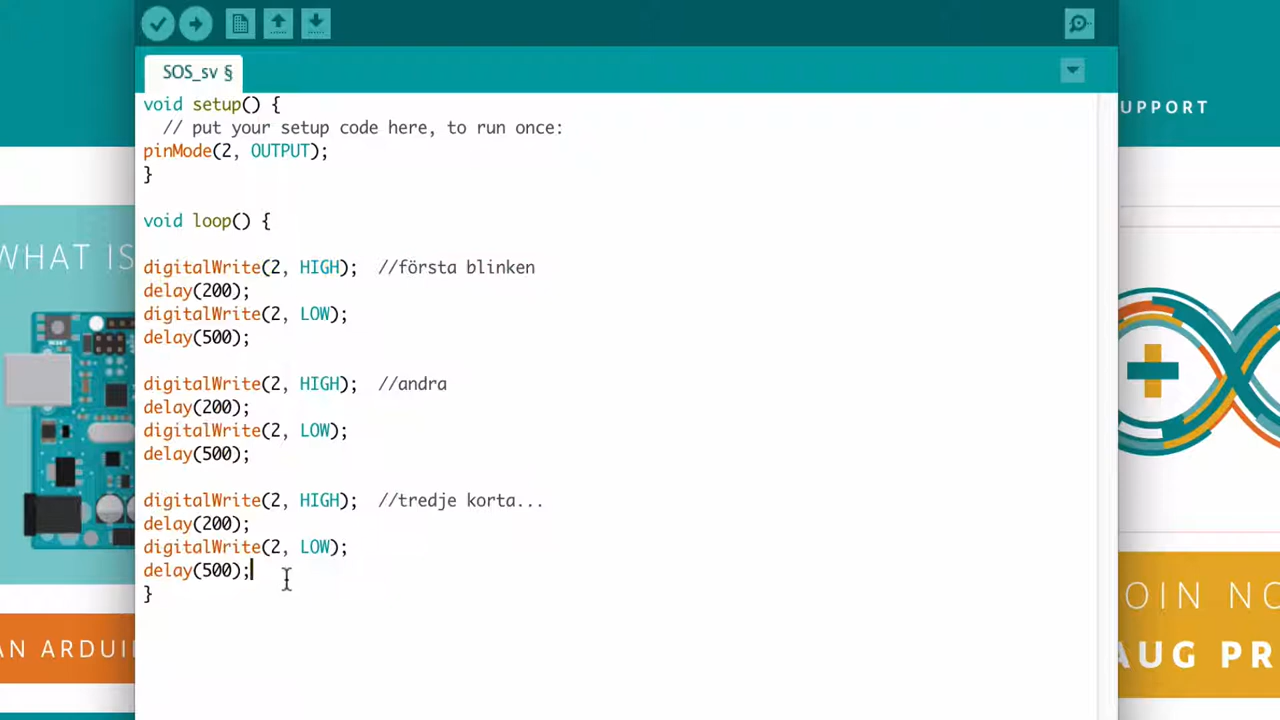 SOS_sv §
UPPORT
void setup() {
// put your setup code here, to run once:
pinMode(2, OUTPUT);
}
void loop() {
WHAT IS
digitalWrite(2, HIGH);  //första blinken
delay(200);
digitalWrite(2, LOW);
delay(500);
digitalWrite(2, HIGH);  //andra
delay(200);
digitalWrite(2, LOW);
delay(500);
digitalWrite(2, HIGH);  //tredje korta...
delay(200);
digitalWrite(2, LOW);
delay(500);
}
OIN NO
AN ARDUI
AUG PR